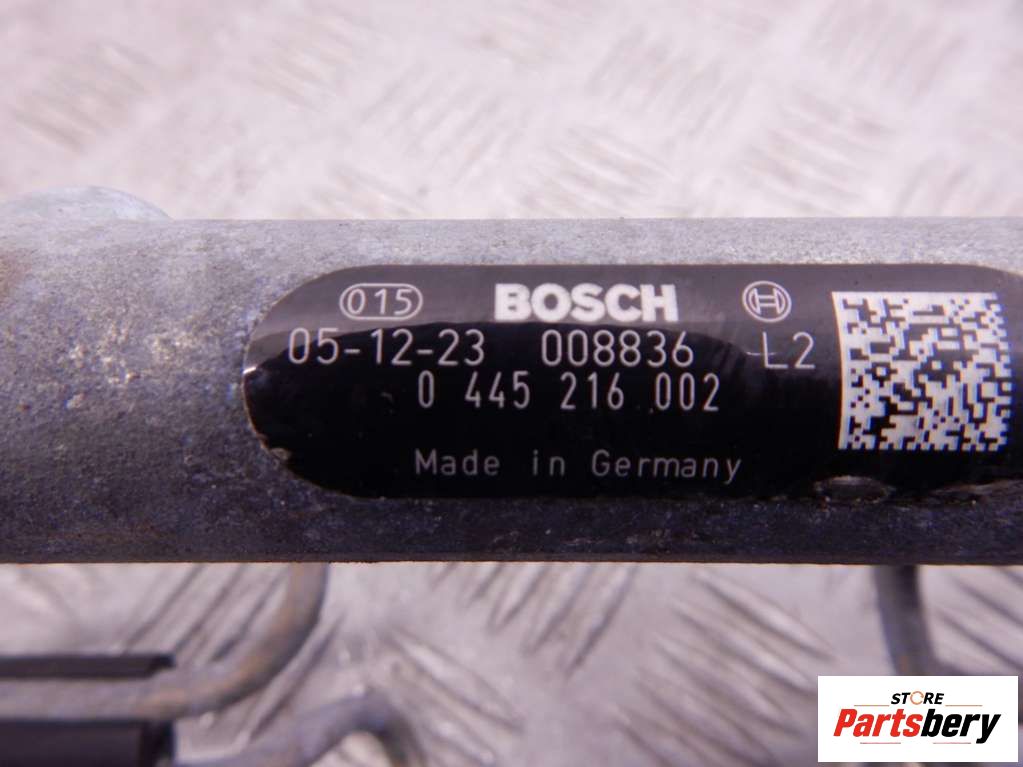 015 BOSCH
05-12-23 008836 L2
0 445 216 002
Made in Germany
STORE
Partsbery